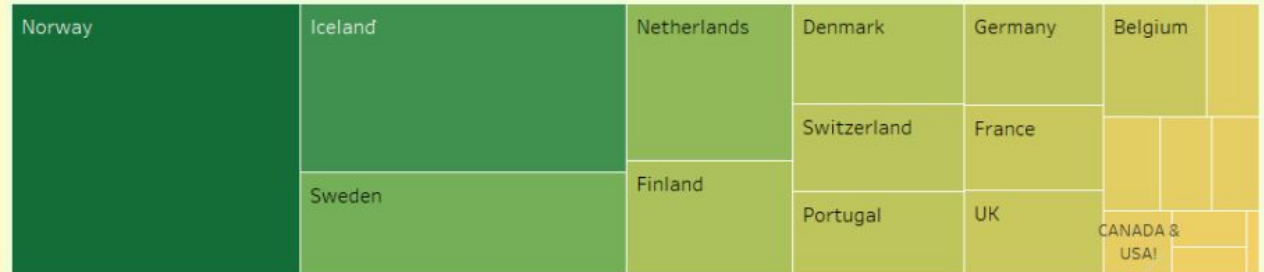 Norway
Iceland
Netherlands
Denmark
Germany
Belgium
Switzerland
France
Sweden
Finland
Portugal
UK
CANADA &
USA!